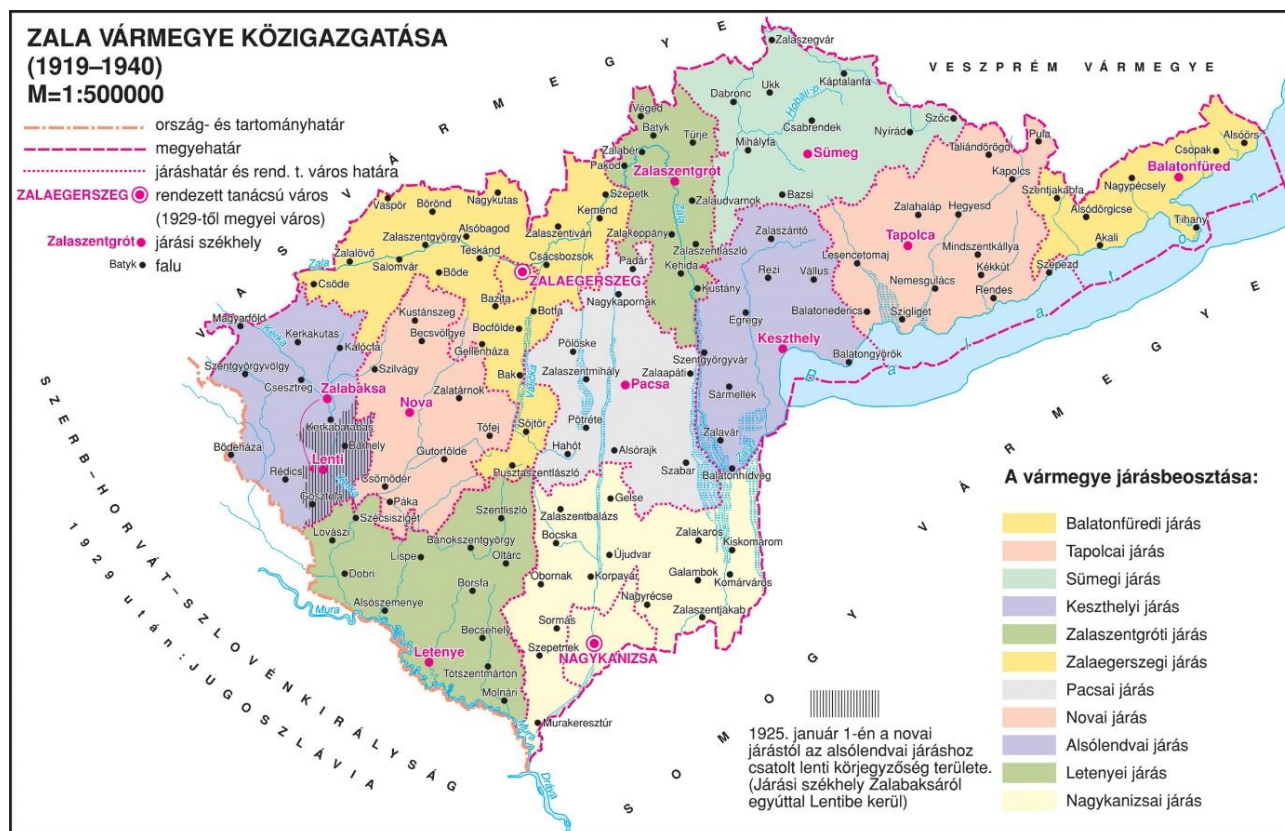 ZALA VÁRMEGYE KÖZIGAZGATÁSA
(1919–1940)
M=1:500000
ország- és tartományhatár
megyehatár
járáshatár és rend. t. város határa
ZALAEGERSZEG rendezett tanácsú város
(1929-től megyei város)
Zalaszentgrót járási székhely
Batyk falu
VAS VÁRMEGYE
VESZPRÉM VÁRMEGYE
SOMOGY VÁRMEGYE
SZERB–HORVÁT–SZLOVÉN KIRÁLYSÁG
1929 után: JUGOSZLÁVIA
Zalaszegvár
Ukk
Káptalanfa
Dabronc
Hobaji-p.
Csabrendek
Szőc
Nyírád
Mihályfa
Sümeg
Bazsi
Véged
Batyk
Türje
Zalabér
Pakod
Zalaszentgrót
Szepetk
Zala
Zalaudvarnok
Zalakoppány
Zalaszentlászló
Kehida
Kustány
Pula
Taliándörögd
Kapolcs
Zalahaláp
Hegyesd
Tapolca
Mindszentkállya
Lesencetomaj
Kékkút
Nemesgulács
Rendes
Szigliget
Alsóörs
Csopak
Balatonfüred
Nagypécsely
Szentjakabfa
Alsódörgicse
Tihany
Akali
Szepezd
Balaton
Zalaszántó
Rezi
Vállus
Balatonederics
Egregy
Keszthely
Balatongyörök
Szentgyörgyvár
Sármellék
Zalavár
Zala
Balatonhídvég
Vaspör
Börönd
Nagykutas
Kemend
Zalaszentiván
Alsóbagod
Zalaszentgyörgy
Teskánd
Csácsbozsok
Zalalövő
Zala
Salomvár
Böde
ZALAEGERSZEG
Csöde
Bazita
Botfa
Bocfölde
Gellénháza
Bak
Válicka
Söjtör
Pusztaszentlászló
Padár
Nagykapornak
Pölöske
Zalaszentmihály
Pacsa
Zalaapáti
Pötréte
Hahót
Alsórajk
Szabar
Kustánszeg
Becsvölgye
Szilvágy
Zalatárnok
Nova
Tófej
Gutorfölde
Csömödér
Páka
Magyarföld
Kerka
Kerkakutas
Kálócfa
Szentgyörgyvölgy
Csesztreg
Zalabaksa
Kerkabarabás
Bárhely
Bödeháza
Lenti
Rédics
Kerka
Gosztola
Szécsisziget
Lovászi
Szentliszló
Bánokszentgyörgy
Lispe
Oltárc
Dobri
Borsfa
Alsószemenye
Mura
Becsehely
Letenye
Tótszentmárton
Molnári
Mura
Dráva
Gelse
Zalaszentbalázs
Bocska
Újudvar
Zalakaros
Kiskomárom
Galambok
Komárváros
Obornak
Korpavár
Nagyrécse
Zalaszentjakab
Sormás
Szepetnek
NAGYKANIZSA
Murakeresztúr
1925. január 1-én a novai
járástól az alsólendvai járáshoz
csatolt lenti körjegyzőség területe.
(Járási székhely Zalabaksáról
egyúttal Lentibe kerül)
A vármegye járásbeosztása:
Balatonfüredi járás
Tapolcai járás
Sümegi járás
Keszthelyi járás
Zalaszentgróti járás
Zalaegerszegi járás
Pacsai járás
Novai járás
Alsólendvai járás
Letenyei járás
Nagykanizsai járás